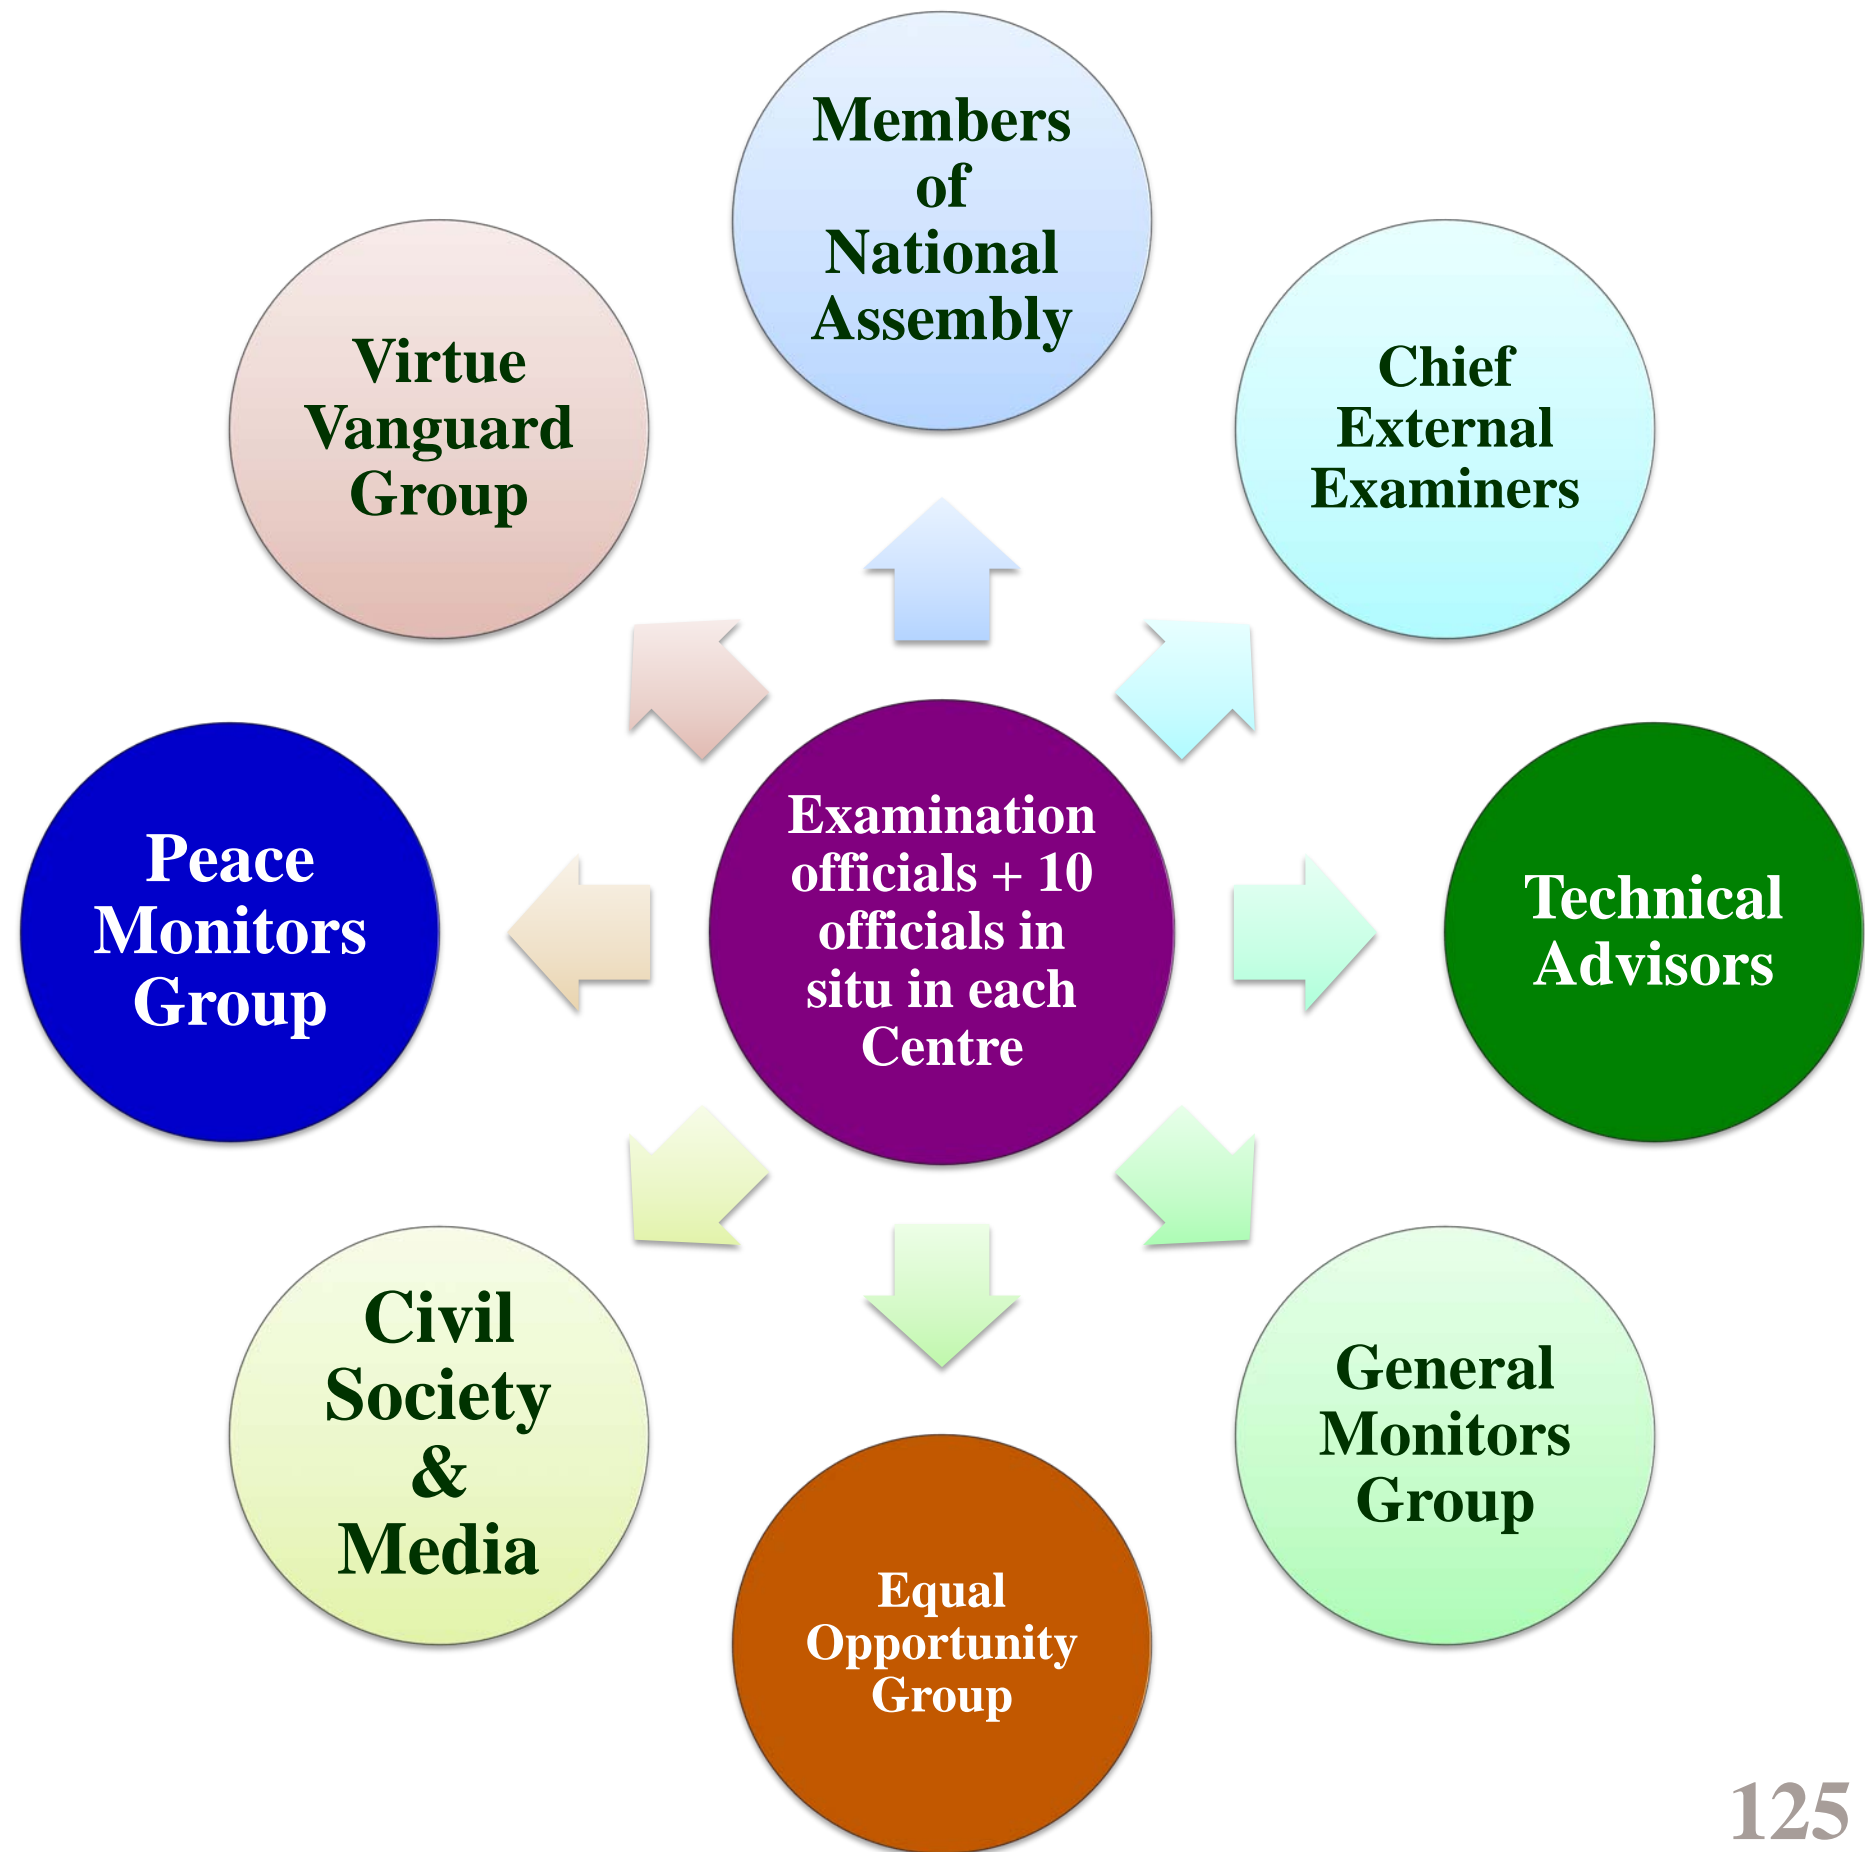 Members
of
National
Assembly
Chief
External
Examiners
Technical
Advisors
General
Monitors
Group
Equal
Opportunity
Group
Civil
Society
&
Media
Peace
Monitors
Group
Virtue
Vanguard
Group
Examination
officials + 10
officials in
situ in each
Centre
125